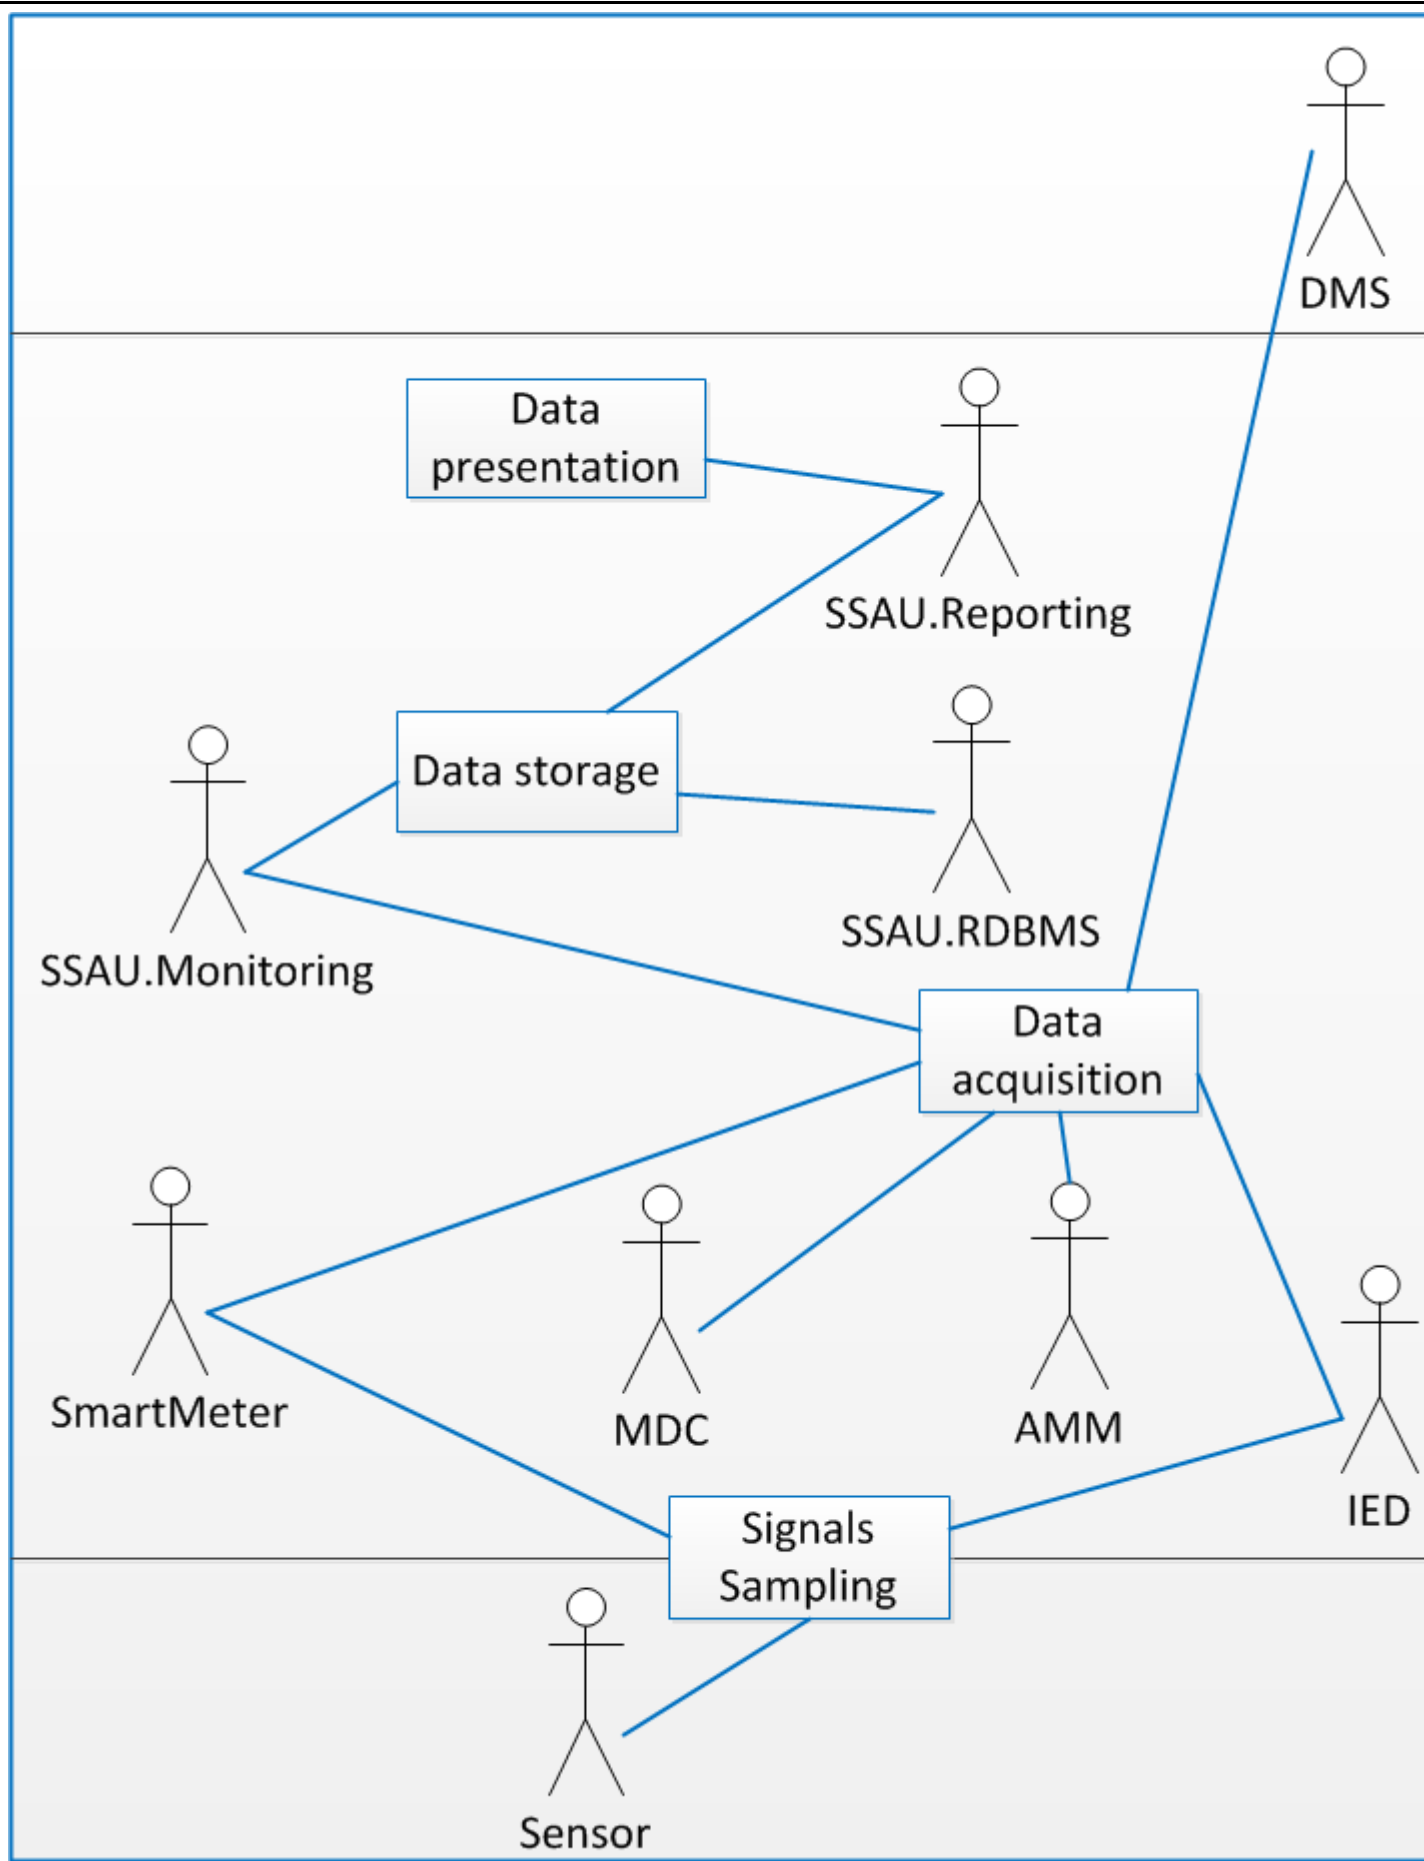 DMS
Data
presentation
SSAU.Reporting
Data storage
SSAU.RDBMS
SSAU.Monitoring
Data
acquisition
SmartMeter
MDC
AMM
IED
Signals
Sampling
Sensor